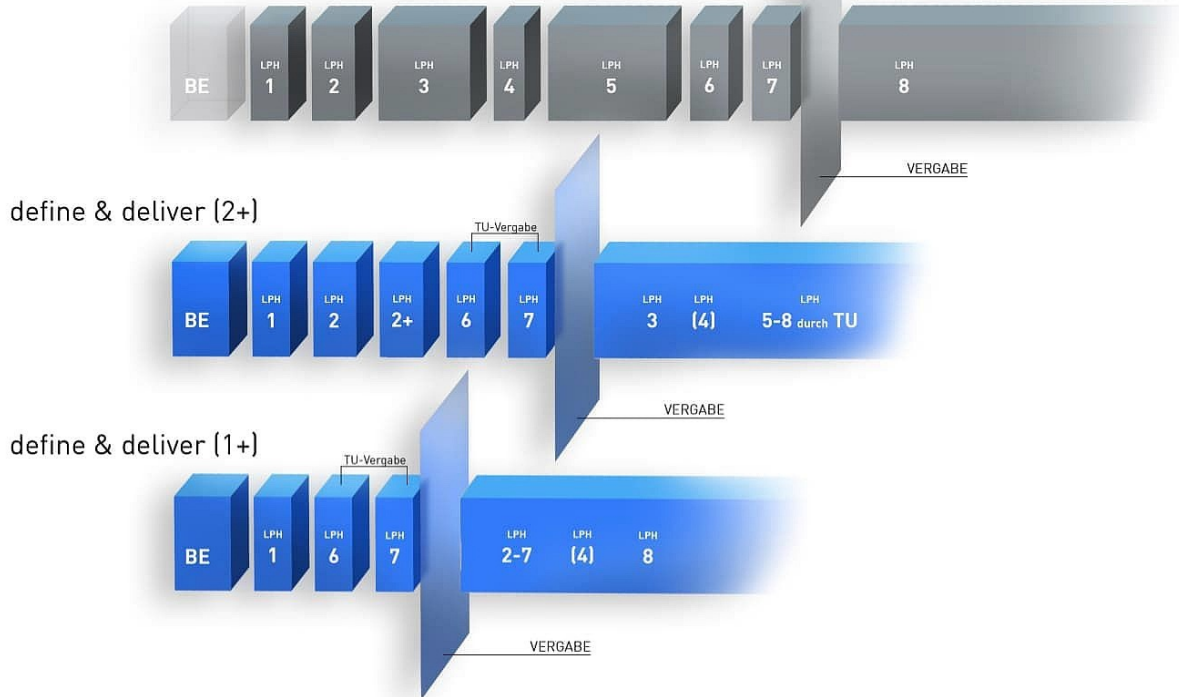 LPH LPH LPH LPH LPH LPH LPH LPH
BE 1 2 3 4 5 6 7 8
VERGABE
define & deliver (2+)
TU-Vergabe
LPH LPH LPH LPH LPH LPH LPH LPH
BE 1 2 2+ 6 7 3 (4) 5-8 durch TU
VERGABE
define & deliver (1+)
TU-Vergabe
LPH LPH LPH LPH LPH LPH
BE 1 6 7 2-7 (4) 8
VERGABE